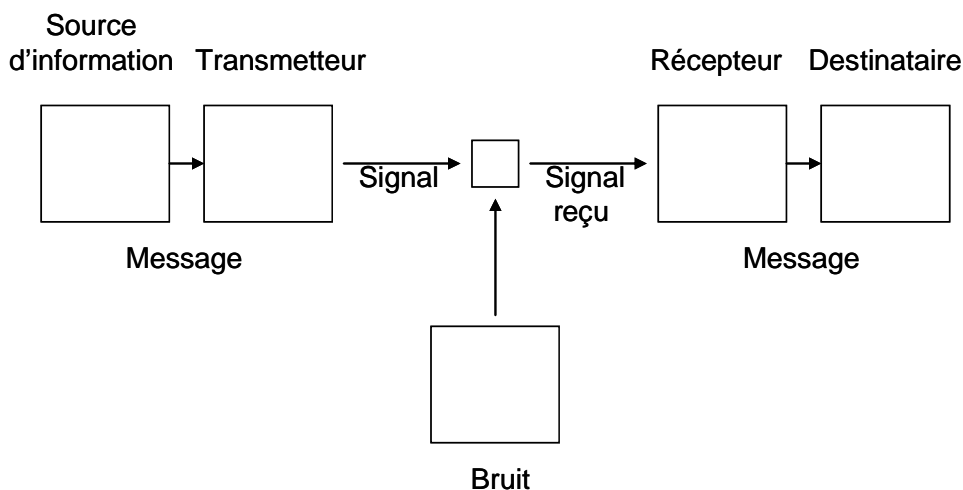 Source
d'information
Transmetteur
Récepteur
Destinataire
Signal
Signal
reçu
Message
Message
Bruit